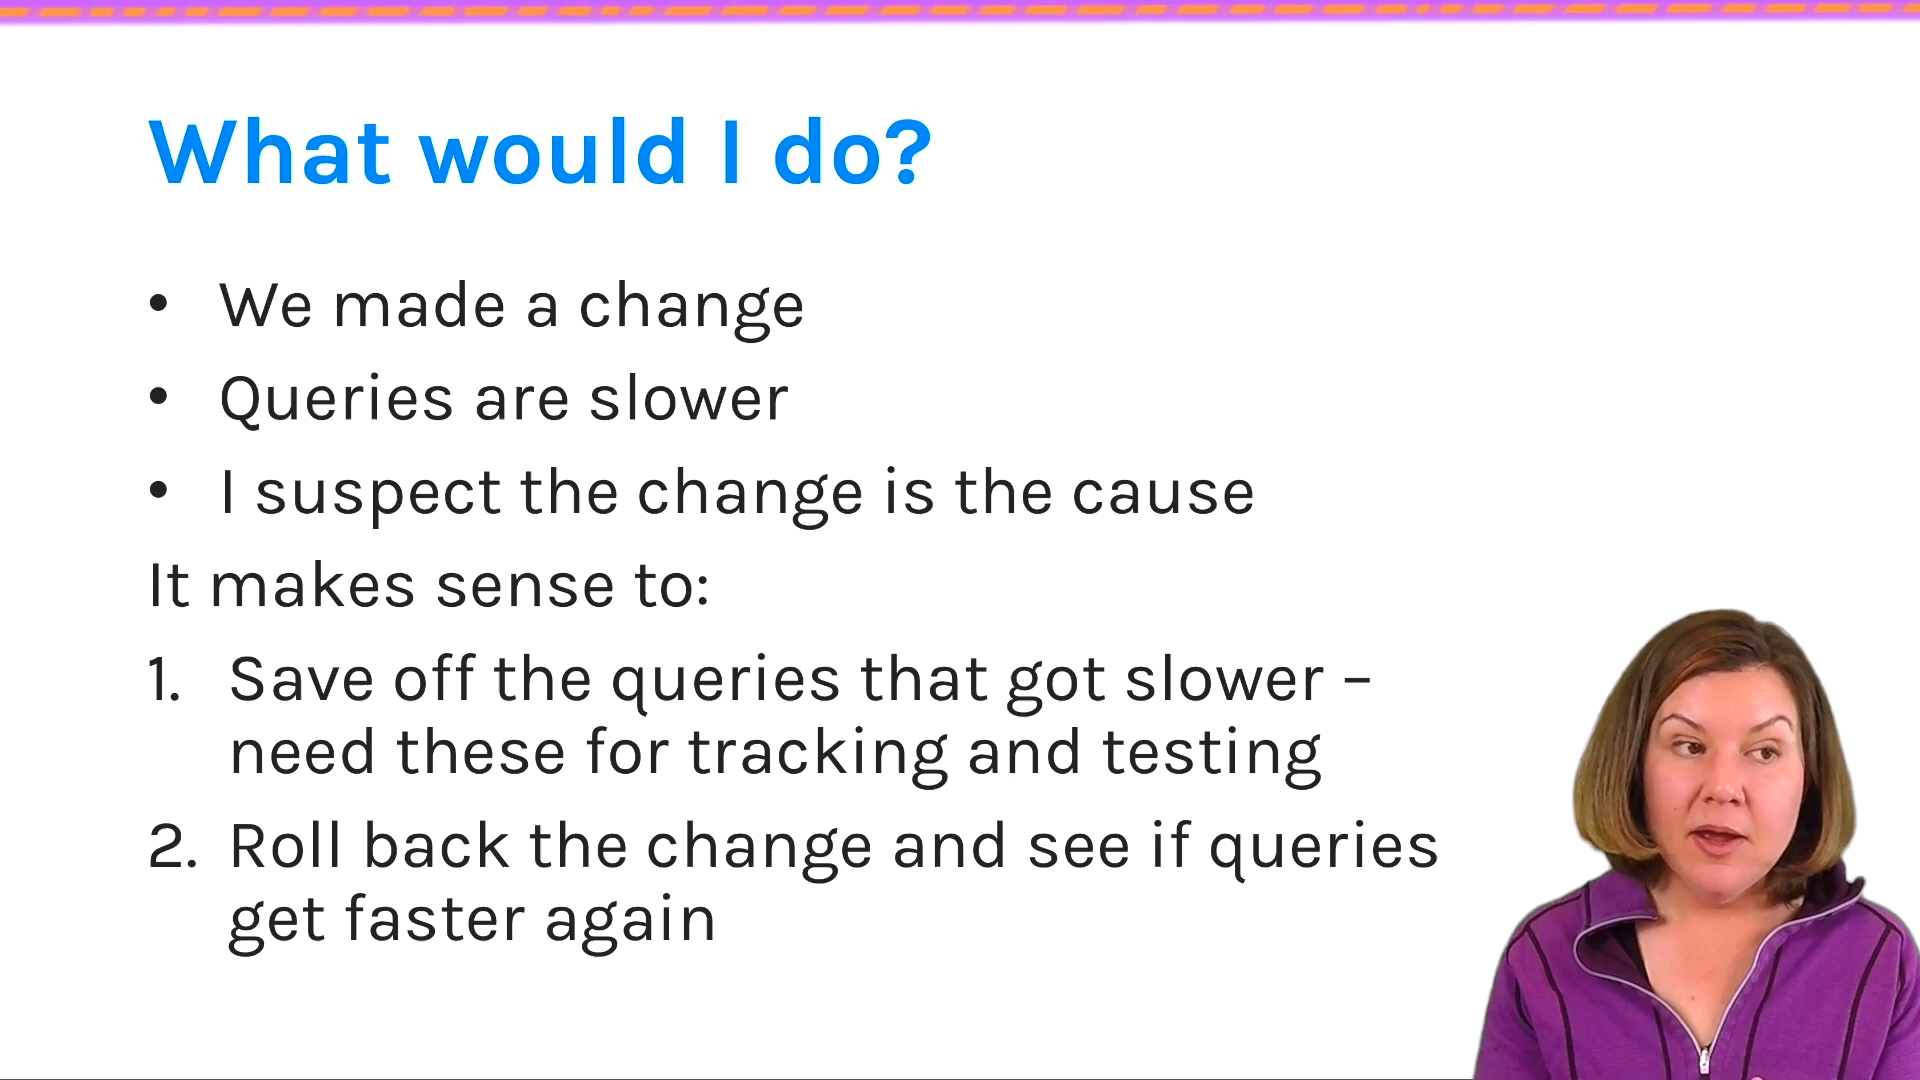 What would I do?
• We made a change
• Queries are slower
• I suspect the change is the cause
It makes sense to:
1. Save off the queries that got slower –
need these for tracking and testing
2. Roll back the change and see if queries
get faster again